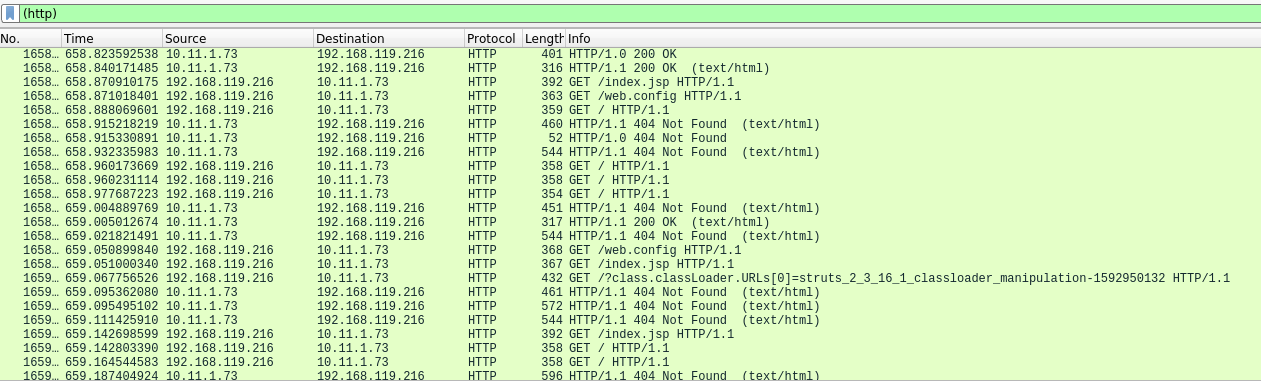 (http)
No. Time Source Destination Protocol Length Info
1658… 658.823592538 10.11.1.73 192.168.119.216 HTTP 401 HTTP/1.0 200 OK
1658… 658.840171485 10.11.1.73 192.168.119.216 HTTP 316 HTTP/1.1 200 OK (text/html)
1658… 658.870910175 192.168.119.216 10.11.1.73 HTTP 392 GET /index.jsp HTTP/1.1
1658… 658.871018401 192.168.119.216 10.11.1.73 HTTP 363 GET /web.config HTTP/1.1
1658… 658.888069601 192.168.119.216 10.11.1.73 HTTP 359 GET / HTTP/1.1
1658… 658.915218219 10.11.1.73 192.168.119.216 HTTP 460 HTTP/1.1 404 Not Found (text/html)
1658… 658.915330891 10.11.1.73 192.168.119.216 HTTP 52 HTTP/1.0 404 Not Found
1658… 658.932335983 10.11.1.73 192.168.119.216 HTTP 544 HTTP/1.1 404 Not Found (text/html)
1658… 658.960173669 192.168.119.216 10.11.1.73 HTTP 358 GET / HTTP/1.1
1658… 658.960231114 192.168.119.216 10.11.1.73 HTTP 358 GET / HTTP/1.1
1658… 658.977687223 192.168.119.216 10.11.1.73 HTTP 354 GET / HTTP/1.1
1658… 659.004889769 10.11.1.73 192.168.119.216 HTTP 451 HTTP/1.1 404 Not Found (text/html)
1658… 659.005012674 10.11.1.73 192.168.119.216 HTTP 317 HTTP/1.1 200 OK (text/html)
1658… 659.021821491 10.11.1.73 192.168.119.216 HTTP 544 HTTP/1.1 404 Not Found (text/html)
1658… 659.050899840 192.168.119.216 10.11.1.73 HTTP 368 GET /web.config HTTP/1.1
1658… 659.051000340 192.168.119.216 10.11.1.73 HTTP 367 GET /index.jsp HTTP/1.1
1659… 659.067756526 192.168.119.216 10.11.1.73 HTTP 432 GET /?class.classLoader.URLs[0]=struts_2_3_16_1_classloader_manipulation-1592950132 HTTP/1.1
1659… 659.095362080 10.11.1.73 192.168.119.216 HTTP 461 HTTP/1.1 404 Not Found (text/html)
1659… 659.095495102 10.11.1.73 192.168.119.216 HTTP 572 HTTP/1.1 404 Not Found (text/html)
1659… 659.111425910 10.11.1.73 192.168.119.216 HTTP 544 HTTP/1.1 404 Not Found (text/html)
1659… 659.142698599 192.168.119.216 10.11.1.73 HTTP 392 GET /index.jsp HTTP/1.1
1659… 659.142803390 192.168.119.216 10.11.1.73 HTTP 358 GET / HTTP/1.1
1659… 659.164544583 192.168.119.216 10.11.1.73 HTTP 358 GET / HTTP/1.1
1659… 659.187404924 10.11.1.73 192.168.119.216 HTTP 596 HTTP/1.1 404 Not Found (text/html)